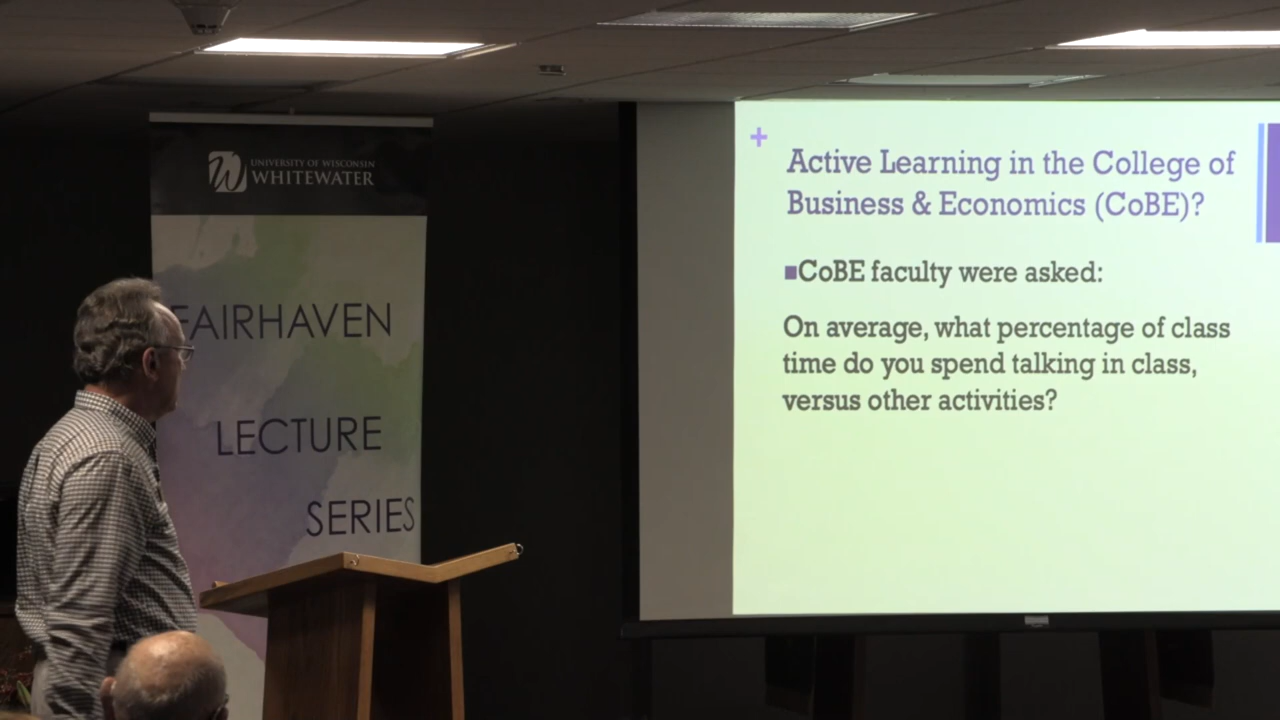 UNIVERSITY OF WISCONSIN
WHITEWATER
FAIRHAVEN
LECTURE
SERIES
+
Active Learning in the College of
Business & Economics (CoBE)?
■CoBE faculty were asked:
On average, what percentage of class
time do you spend talking in class,
versus other activities?